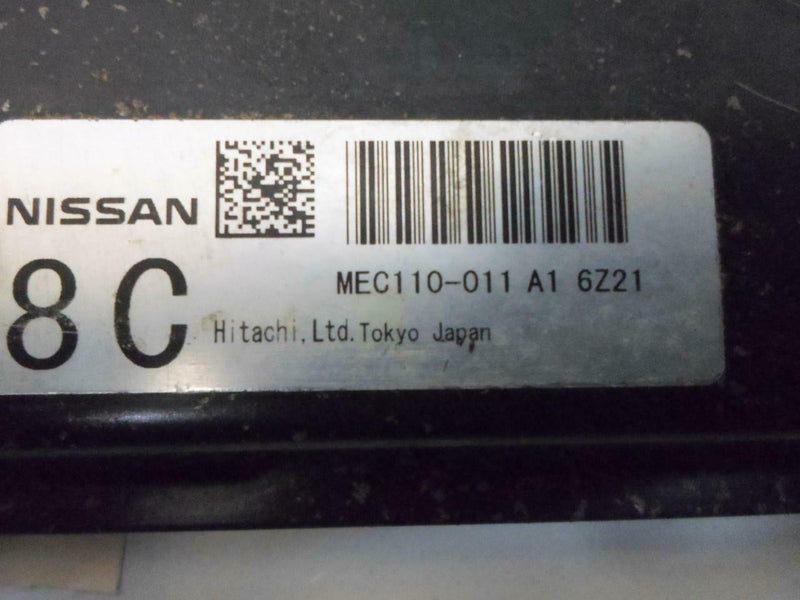 NISSAN
MEC110-011 A1 6Z21
8C
Hitachi,Ltd.Tokyo Japan